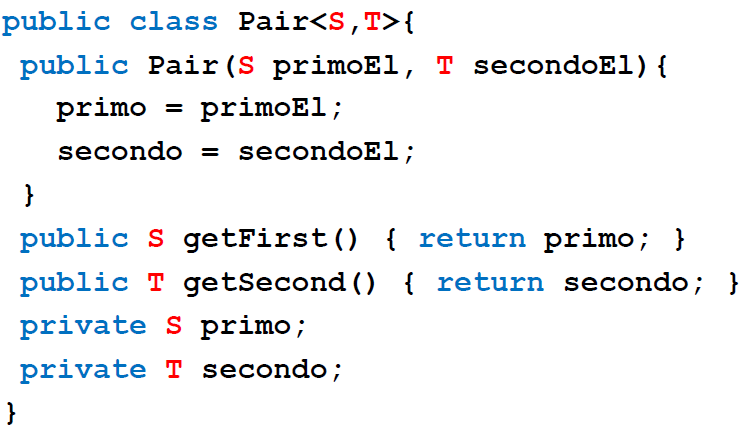 public class Pair<S,T>{
public Pair(S primoEl, T secondoEl){
primo = primoEl;
secondo = secondoEl;
}
public S getFirst() { return primo; }
public T getSecond() { return secondo; }
private S primo;
private T secondo;
}